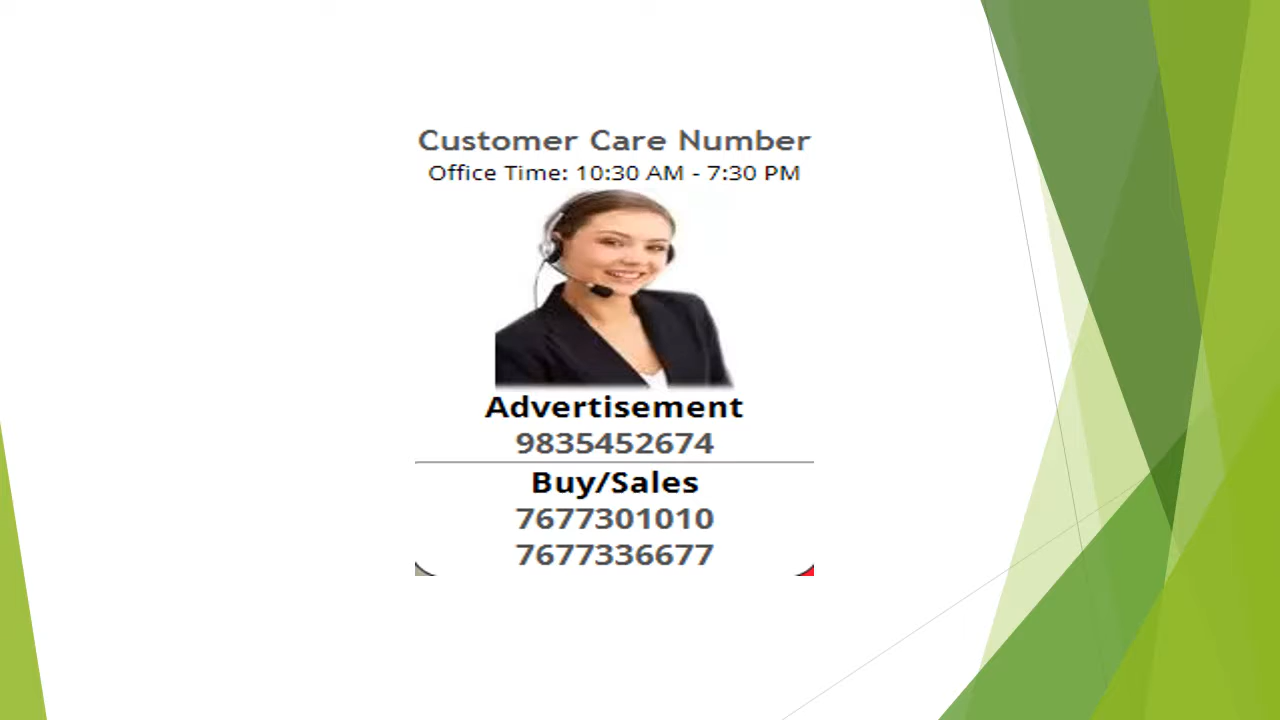 Customer Care Number
Office Time: 10:30 AM - 7:30 PM
Advertisement
9835452674
Buy/Sales
7677301010
7677336677